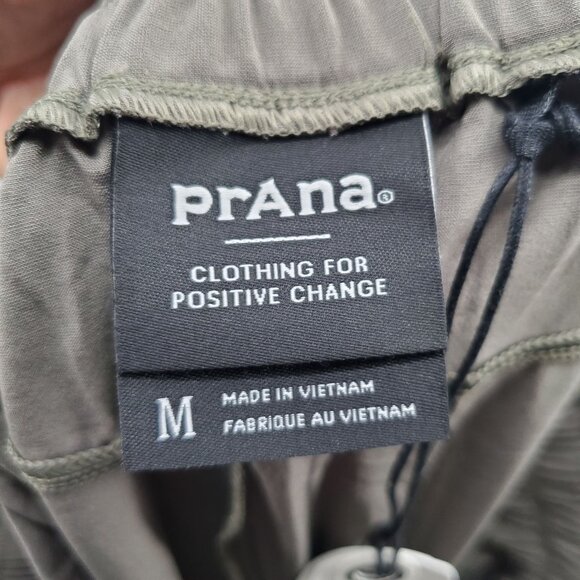 prAna®
CLOTHING FOR
POSITIVE CHANGE
M
MADE IN VIETNAM
FABRIQUE AU VIETNAM